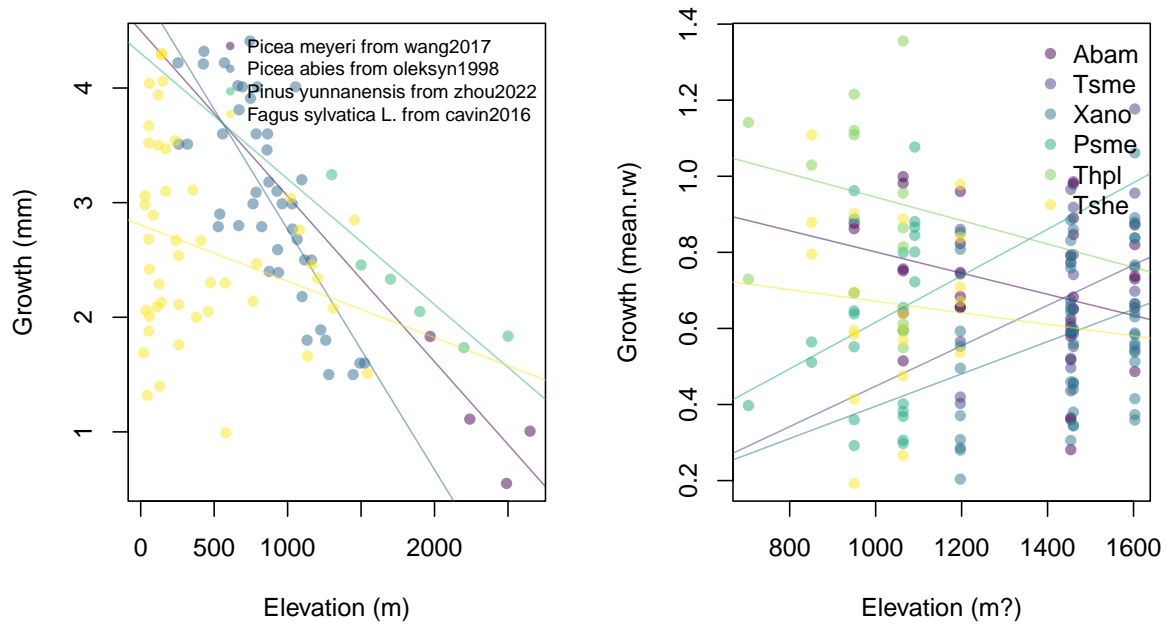 Growth (mm)
4
3
2
1
0
500
1000
2000
Elevation (m)
Picea meyeri from wang2017
Picea abies from oleksyn1998
Pinus yunnanensis from zhou2022
Fagus sylvatica L. from cavin2016
Growth (mean.rw)
1.4
1.2
1.0
0.8
0.6
0.4
0.2
800
1000
1200
1400
1600
Elevation (m?)
Abam
Tsme
Xano
Psme
Thpl
Tshe